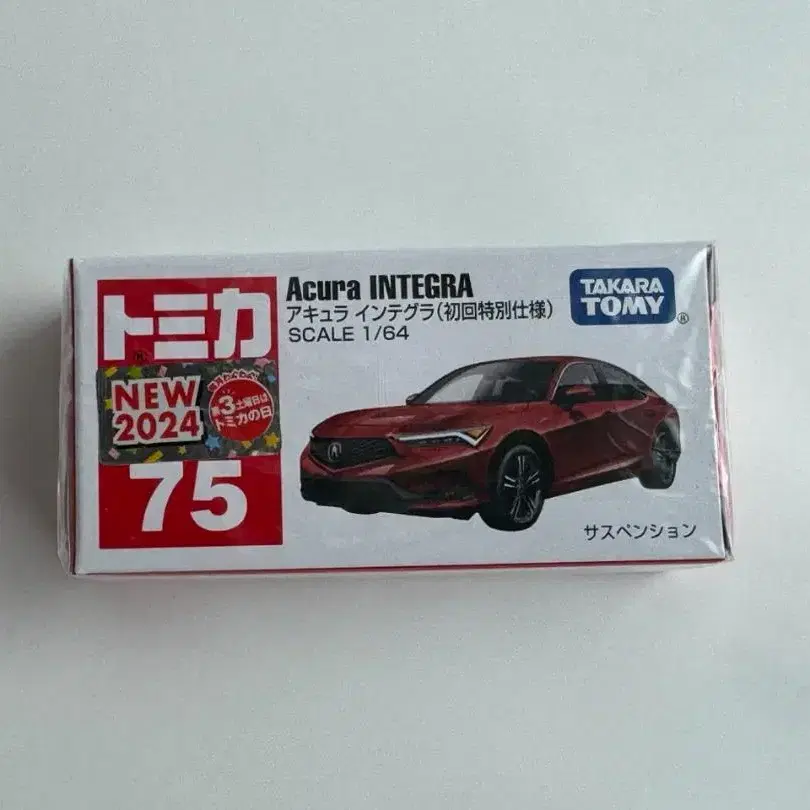 トミカ
®
NEW
2024
第3土曜日は
トミカの日
75
Acura INTEGRA
アキュラ インテグラ(初回特別仕様)
SCALE 1/64
TAKARA
TOMY
®
サスペンション